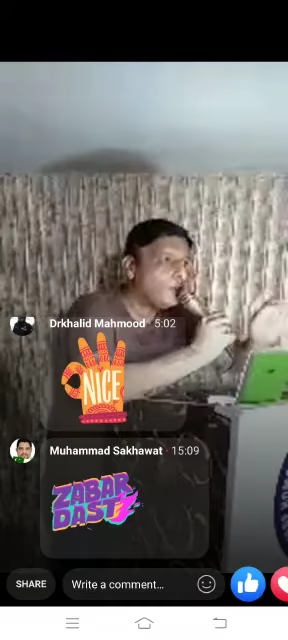 Drkhalid Mahmood · 5:02
NICE
Muhammad Sakhawat · 15:09
ZABAR
DAST
SHARE
Write a comment...